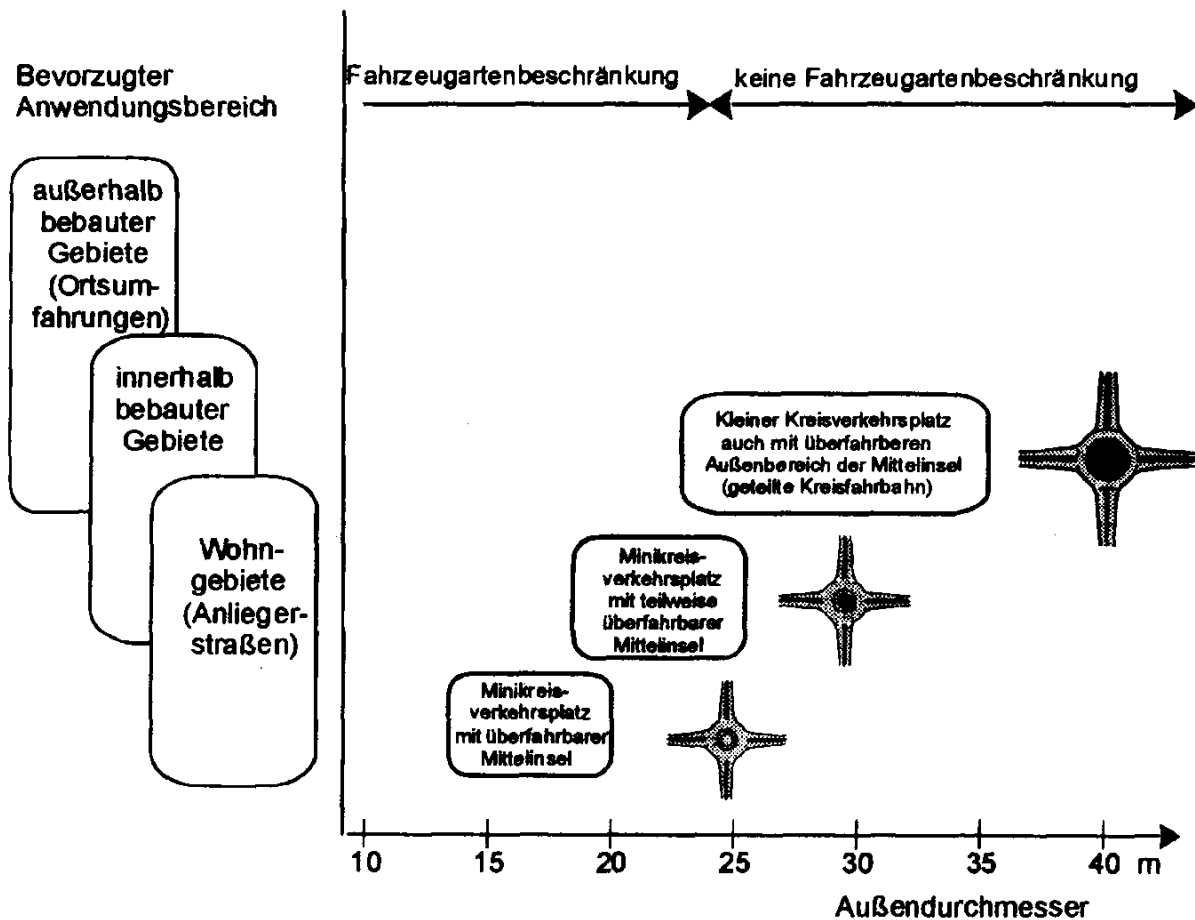 Bevorzugter
Anwendungsbereich
Fahrzeugartenbeschränkung
keine Fahrzeugartenbeschränkung
außerhalb
bebauter
Gebiete
(Ortsum-
fahrungen)
innerhalb
bebauter
Gebiete
Wohn-
gebiete
(Anlieger-
straßen)
Kleiner Kreisverkehrsplatz
auch mit überfahrberen
Außenbereich der Mittelinsel
(geteilte Kreisfahrbahn)
Minikreis-
verkehrsplatz
mit teilweise
überfahrbarer
Mittelinsel
Minikreis-
verkehrsplatz
mit überfahrbarer
Mittelinsel
10 15 20 25 30 35 40 m
Außendurchmesser